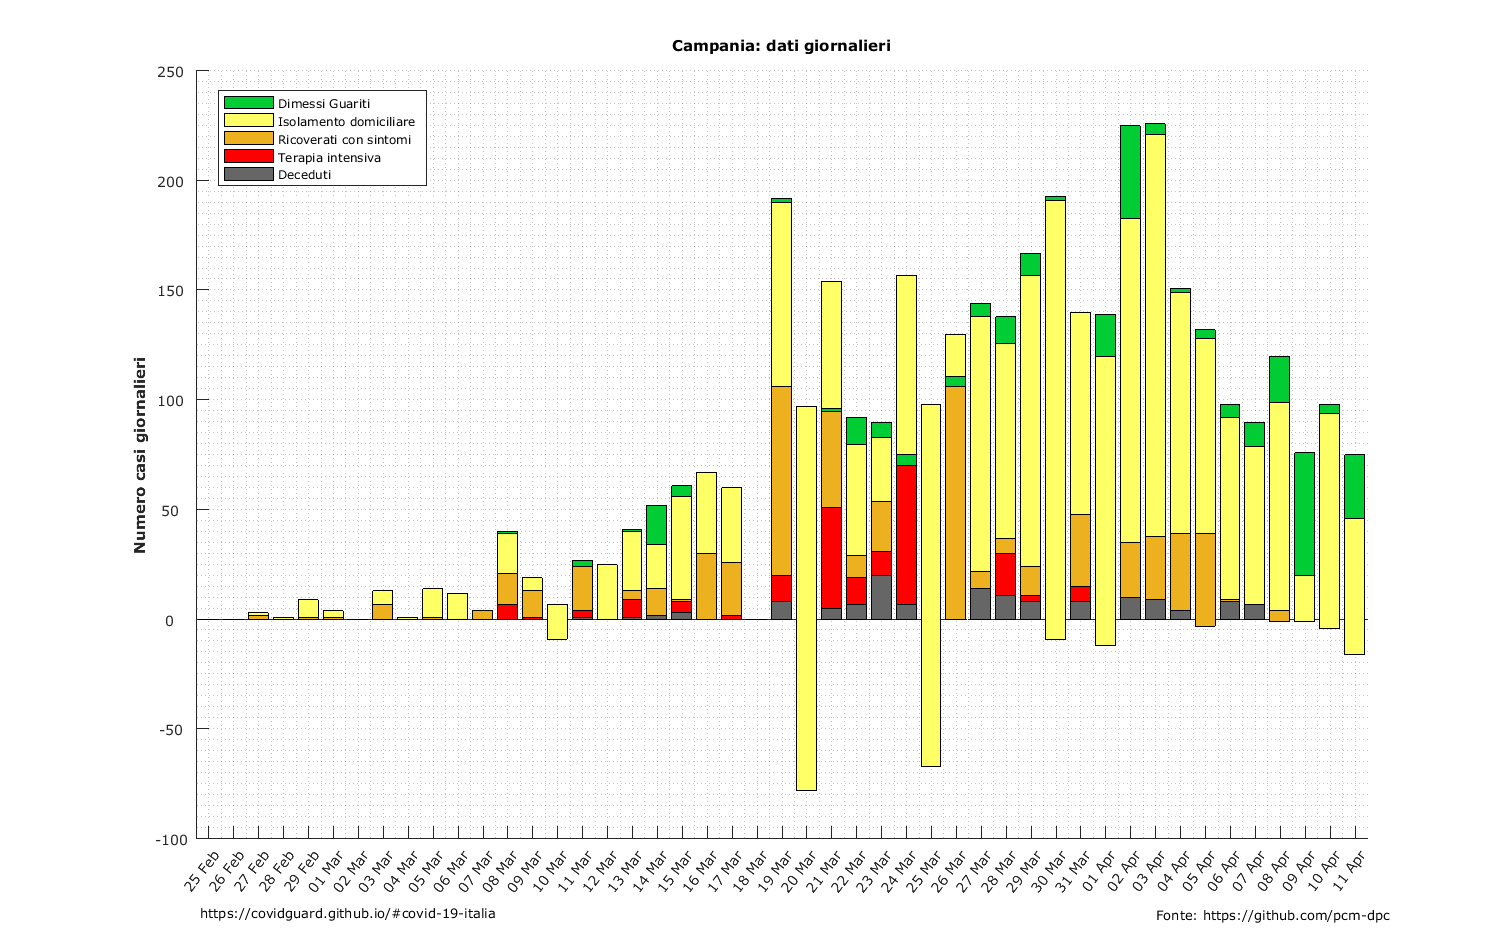 Campania: dati giornalieri
250
200
150
100
50
0
-50
-100
Numero casi giornalieri
Dimessi Guariti
Isolamento domiciliare
Ricoverati con sintomi
Terapia intensiva
Deceduti
25 Feb
26 Feb
27 Feb
28 Feb
29 Feb
01 Mar
02 Mar
03 Mar
04 Mar
05 Mar
06 Mar
07 Mar
08 Mar
09 Mar
10 Mar
11 Mar
12 Mar
13 Mar
14 Mar
15 Mar
16 Mar
17 Mar
18 Mar
19 Mar
20 Mar
21 Mar
22 Mar
23 Mar
24 Mar
25 Mar
26 Mar
27 Mar
28 Mar
29 Mar
30 Mar
31 Mar
01 Apr
02 Apr
03 Apr
04 Apr
05 Apr
06 Apr
07 Apr
08 Apr
09 Apr
10 Apr
11 Apr
https://covidguard.github.io/#covid-19-italia
Fonte: https://github.com/pcm-dpc